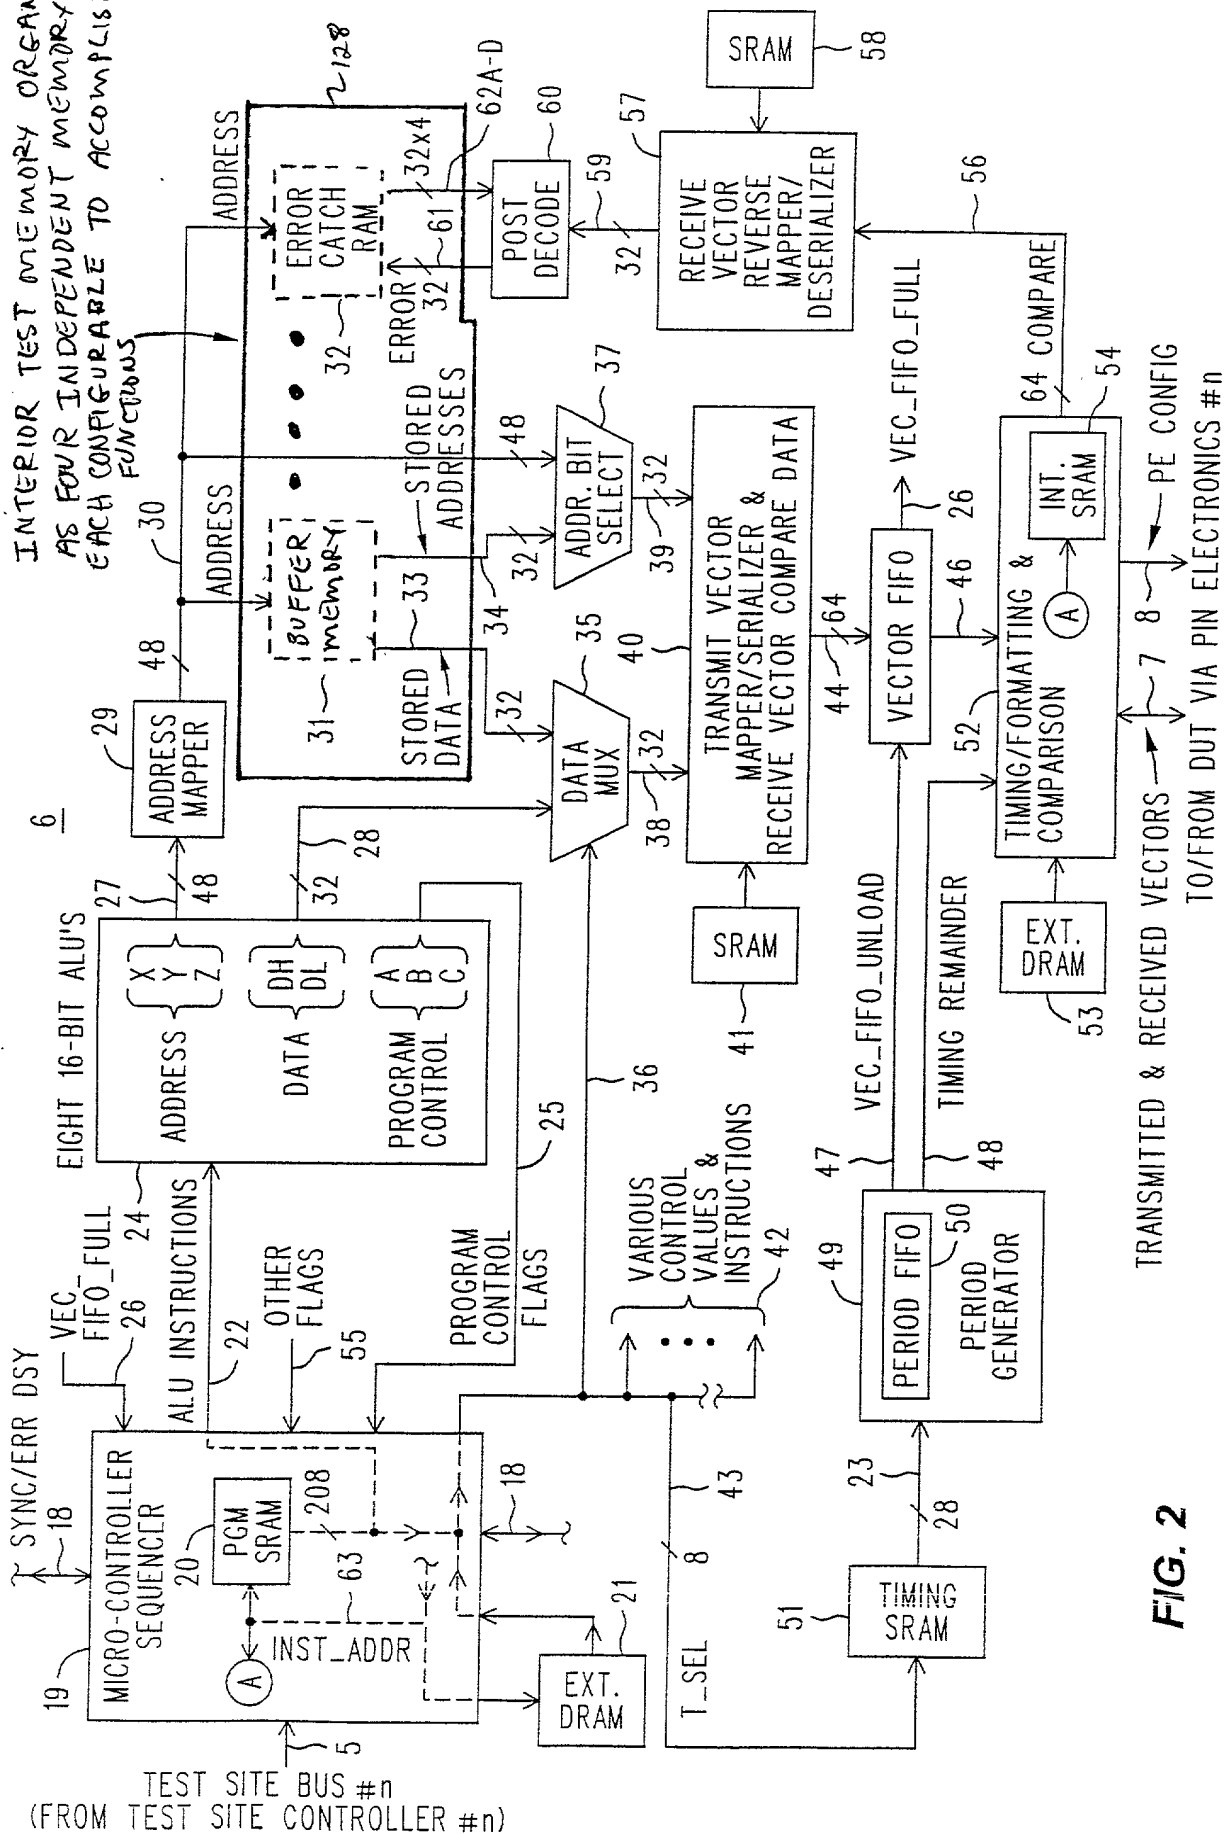 INTERIOR TEST MEMORY
AS FOUR INDEPENDENT MEMORY
EACH CONFIGURABLE TO
FUNCTIONS
128
6
TEST SITE BUS #n
(FROM TEST SITE CONTROLLER #n)
5
SYNC/ERR DSY
18
VEC_
FIFO_FULL
26
19
MICRO-CONTROLLER
SEQUENCER
20
PGM
SRAM
208
A
63
INST_ADDR
18
EXT.
DRAM
21
ALU INSTRUCTIONS
22
OTHER
FLAGS
55
PROGRAM
CONTROL
FLAGS
25
EIGHT 16-BIT ALU'S
24
ADDRESS
X
Y
Z
DATA
DH
DL
PROGRAM
CONTROL
A
B
C
27
48
32
28
29
ADDRESS
MAPPER
48
30
ADDRESS
ADDRESS
BUFFER
MEMORY
31
ERROR
CATCH
RAM
32
STORED
DATA
33
STORED
ADDRESSES
34
ERROR
32
61
32x4
62A-D
32
32
48
DATA
MUX
35
ADDR. BIT
SELECT
37
POST
DECODE
60
36
38
32
39
32
59
32
SRAM
41
TRANSMIT VECTOR
MAPPER/SERIALIZER &
RECEIVE VECTOR COMPARE DATA
40
RECEIVE
VECTOR
REVERSE
MAPPER/
DESERIALIZER
57
SRAM
58
VARIOUS
CONTROL
VALUES &
INSTRUCTIONS
42
43
8
T_SEL
44
64
VECTOR FIFO
VEC_FIFO_FULL
26
46
56
VEC_FIFO_UNLOAD
47
TIMING REMAINDER
48
49
PERIOD FIFO
50
PERIOD
GENERATOR
23
28
TIMING
SRAM
51
52
TIMING/FORMATTING &
COMPARISON
A
INT.
SRAM
54
64 COMPARE
EXT.
DRAM
53
7
8
PE CONFIG
TRANSMITTED & RECEIVED VECTORS
TO/FROM DUT VIA PIN ELECTRONICS #n
FIG. 2